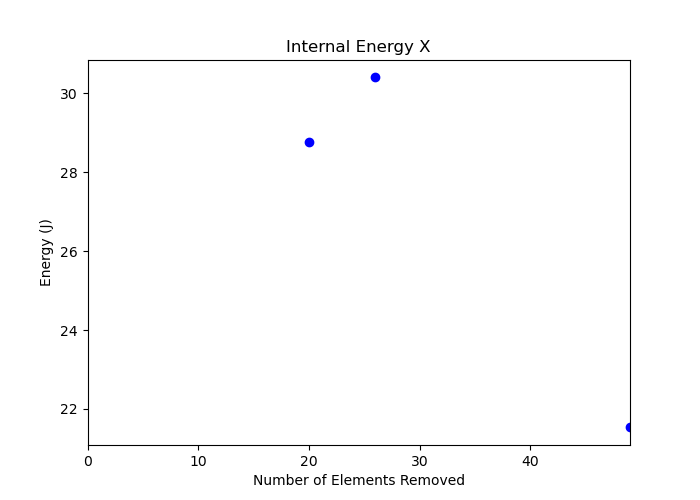 Internal Energy X
30
28
26
24
22
Energy (J)
0 10 20 30 40
Number of Elements Removed